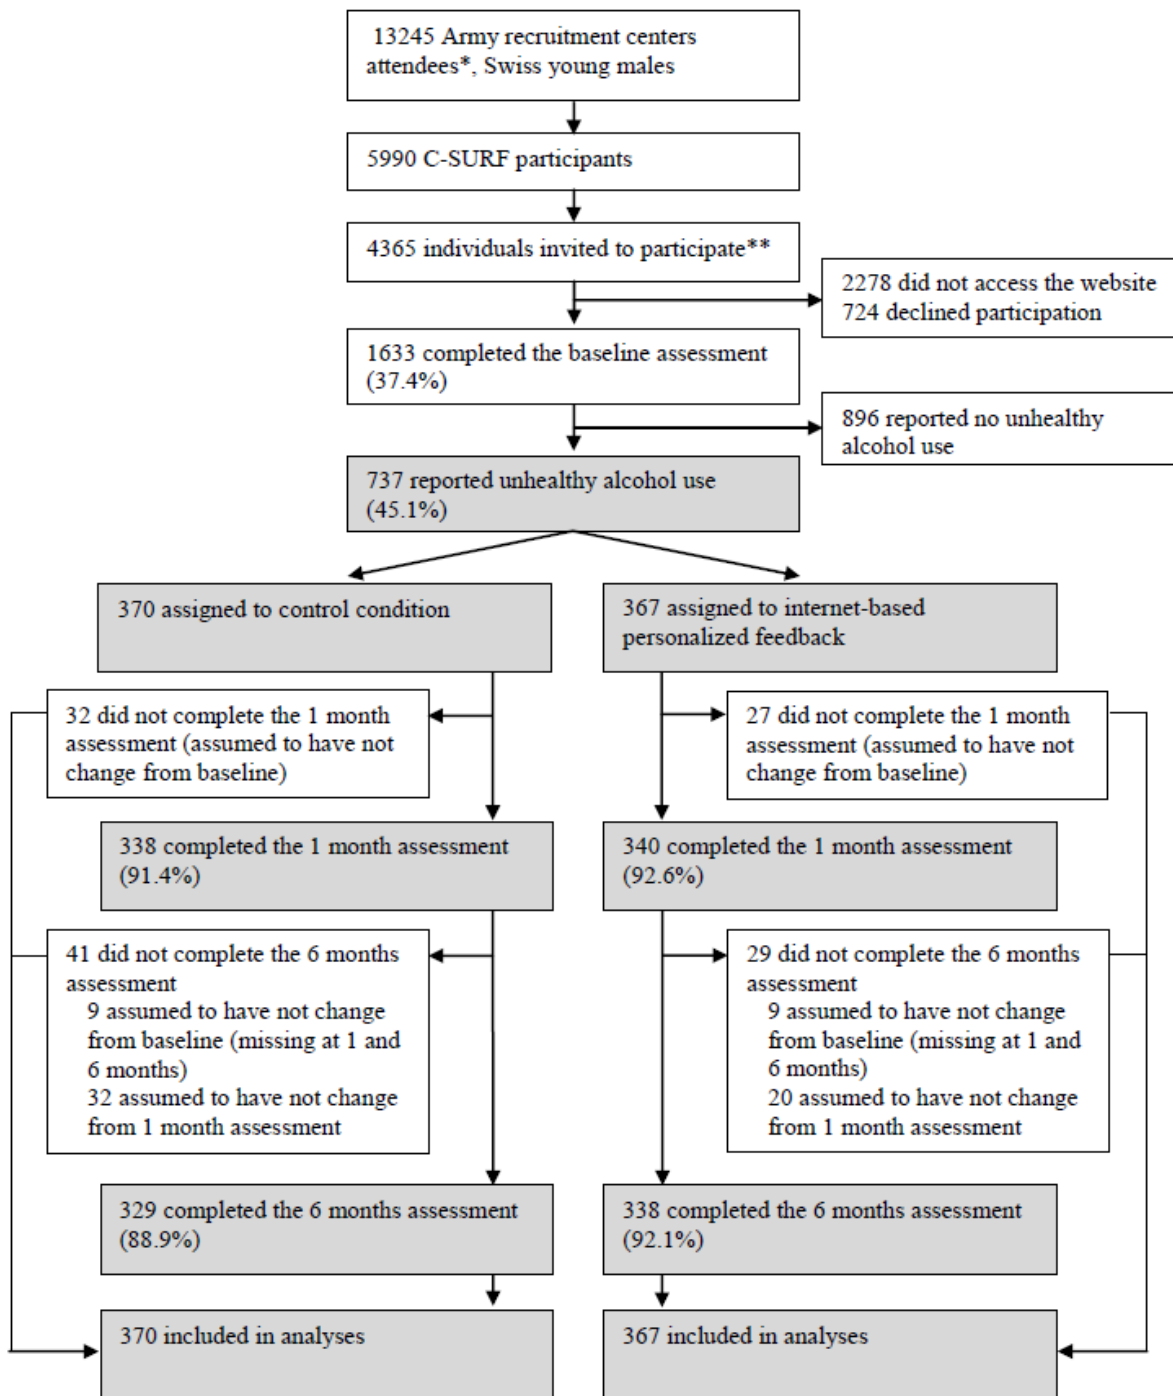 13245 Army recruitment centers
attendees*, Swiss young males
5990 C-SURF participants
4365 individuals invited to participate**
2278 did not access the website
724 declined participation
1633 completed the baseline assessment
(37.4%)
896 reported no unhealthy
alcohol use
737 reported unhealthy alcohol use
(45.1%)
370 assigned to control condition
367 assigned to internet-based
personalized feedback
32 did not complete the 1 month
assessment (assumed to have not
change from baseline)
27 did not complete the 1 month
assessment (assumed to have not
change from baseline)
338 completed the 1 month assessment
(91.4%)
340 completed the 1 month assessment
(92.6%)
41 did not complete the 6 months
assessment
9 assumed to have not change
from baseline (missing at 1 and
6 months)
32 assumed to have not change
from 1 month assessment
29 did not complete the 6 months
assessment
9 assumed to have not change
from baseline (missing at 1 and
6 months)
20 assumed to have not change
from 1 month assessment
329 completed the 6 months assessment
(88.9%)
338 completed the 6 months assessment
(92.1%)
370 included in analyses
367 included in analyses